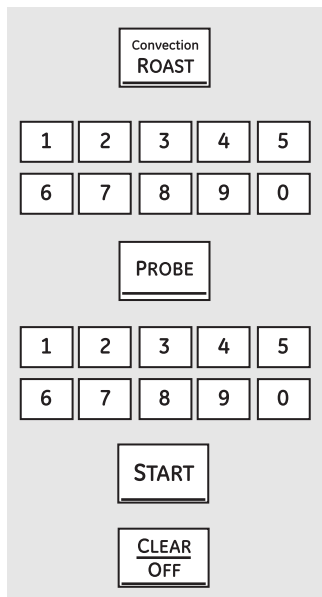 Convection
ROAST
1 2 3 4 5
6 7 8 9 0
PROBE
1 2 3 4 5
6 7 8 9 0
START
CLEAR
OFF